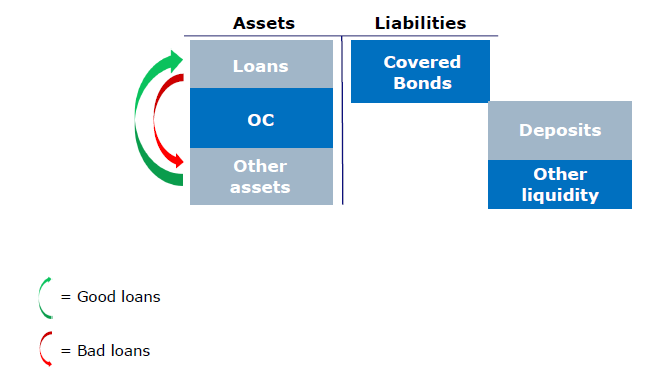 Assets
Liabilities
Loans
OC
Other
assets
Covered
Bonds
Deposits
Other
liquidity
= Good loans
= Bad loans